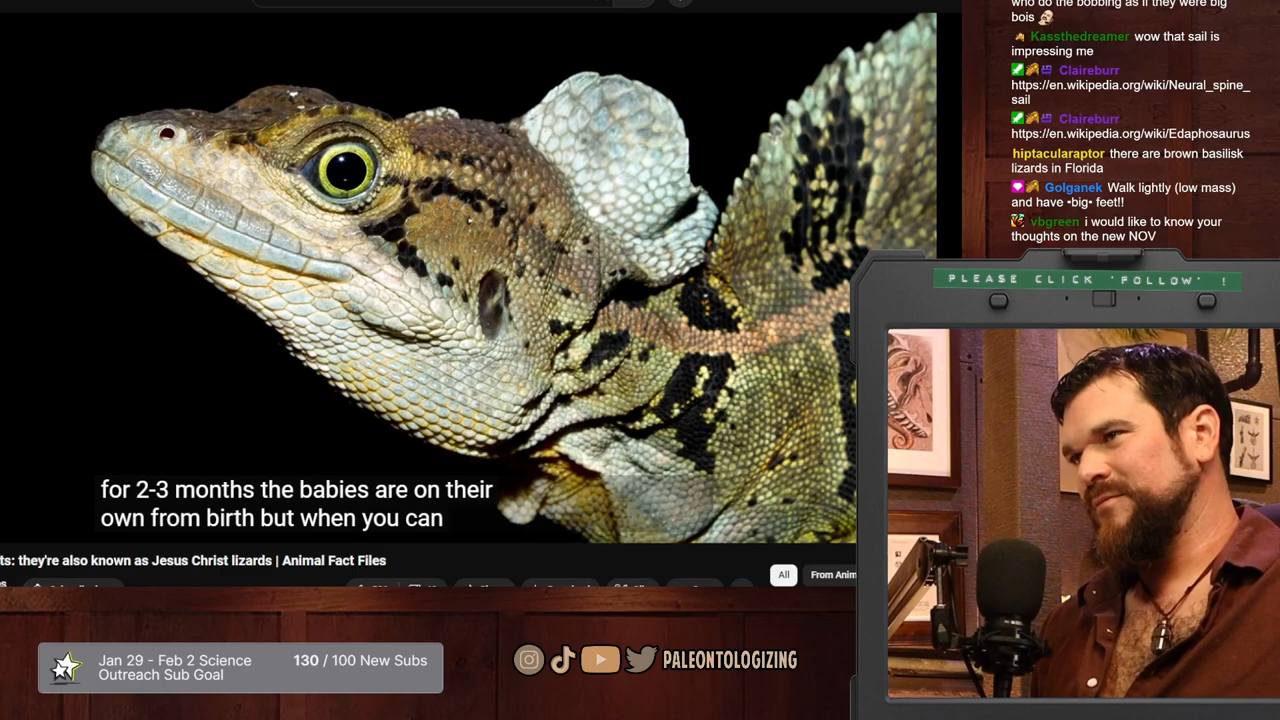 who do the bobbing as if they were big
bois
Kassthedreamer wow that sail is
impressing me
Claireburr
https://en.wikipedia.org/wiki/Neural_spine_
sail
Claireburr
https://en.wikipedia.org/wiki/Edaphosaurus
hiptacularaptor there are brown basilisk
lizards in Florida
Golganek Walk lightly (low mass)
and have •big• feet!!
vbgreen i would like to know your
thoughts on the new NOV
PLEASE CLICK "FOLLOW" !
for 2-3 months the babies are on their
own from birth but when you can
ts: they're also known as Jesus Christ lizards | Animal Fact Files
All From Anim
Jan 29 - Feb 2 Science
Outreach Sub Goal
130 / 100 New Subs
PALEONTOLOGIZING